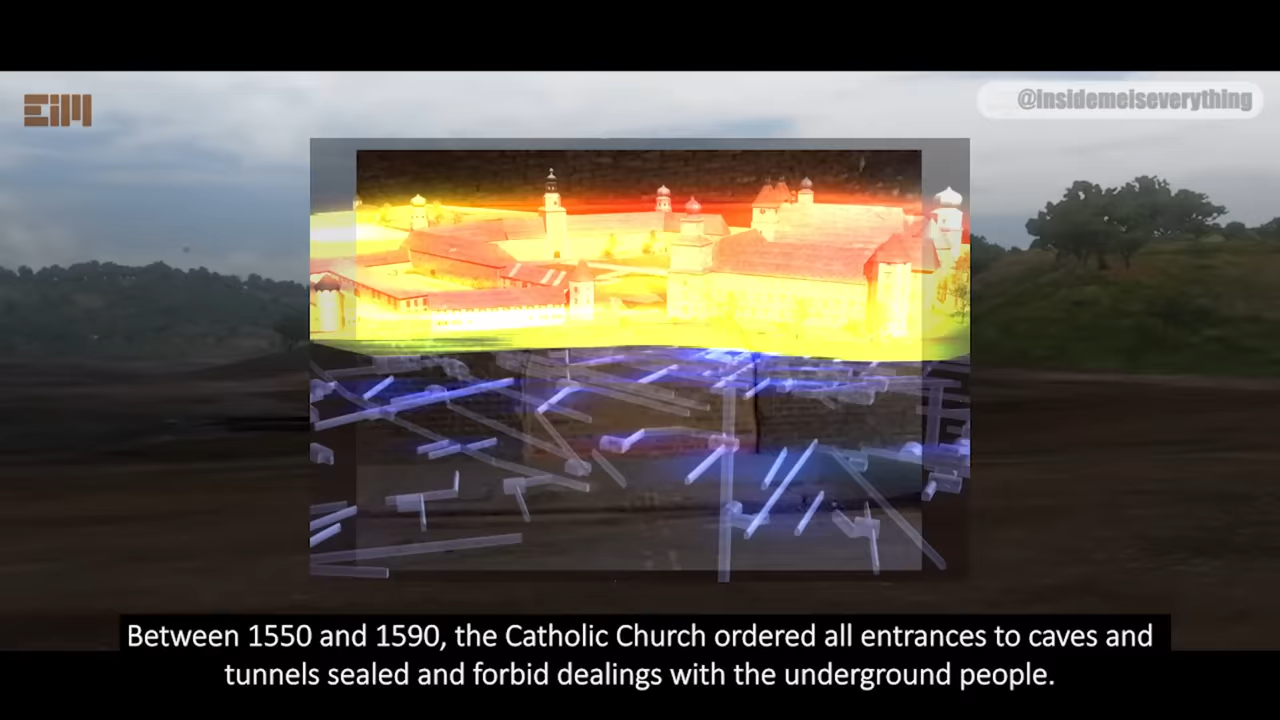 EiM
@insidemeiseverything
Between 1550 and 1590, the Catholic Church ordered all entrances to caves and
tunnels sealed and forbid dealings with the underground people.